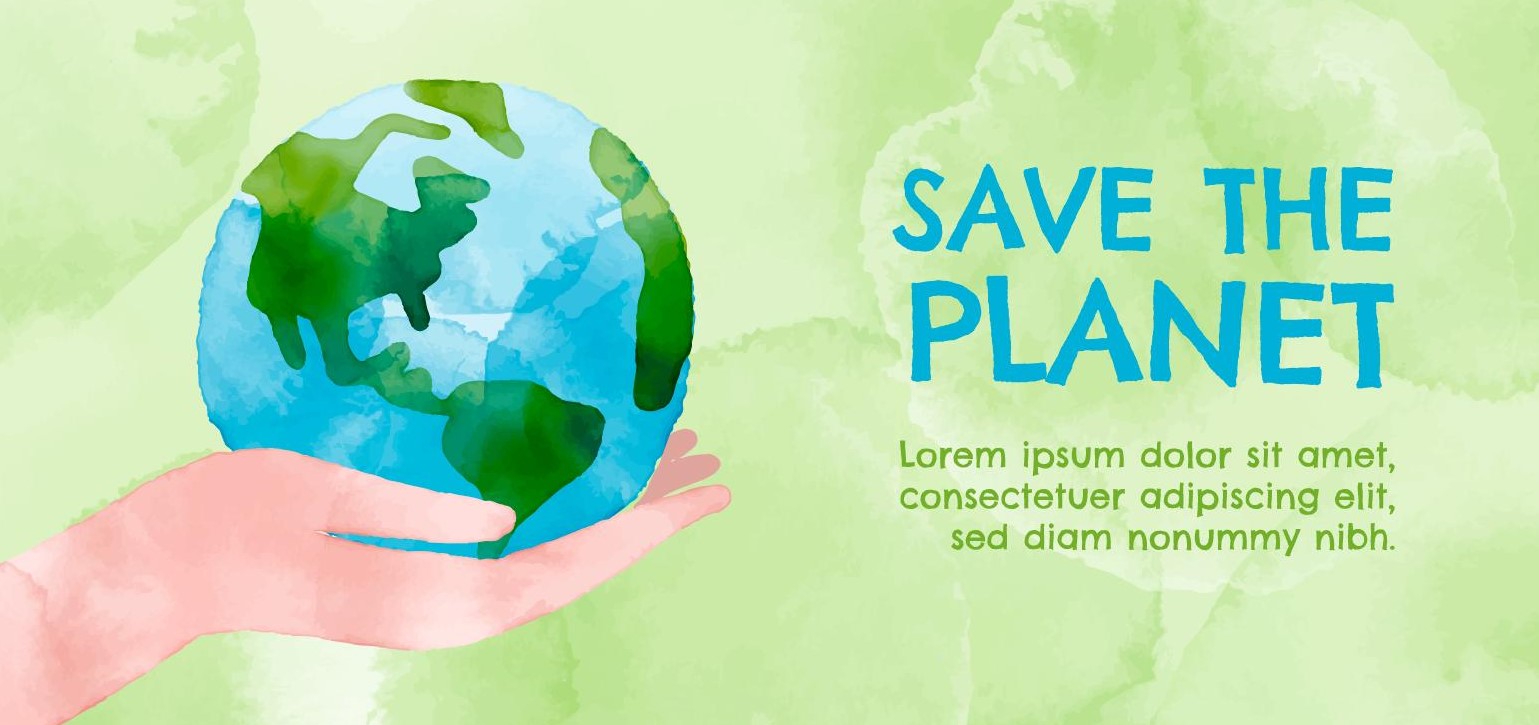 SAVE THE
PLANET
Lorem ipsum dolor sit amet,
consectetuer adipiscing elit,
sed diam nonummy nibh.